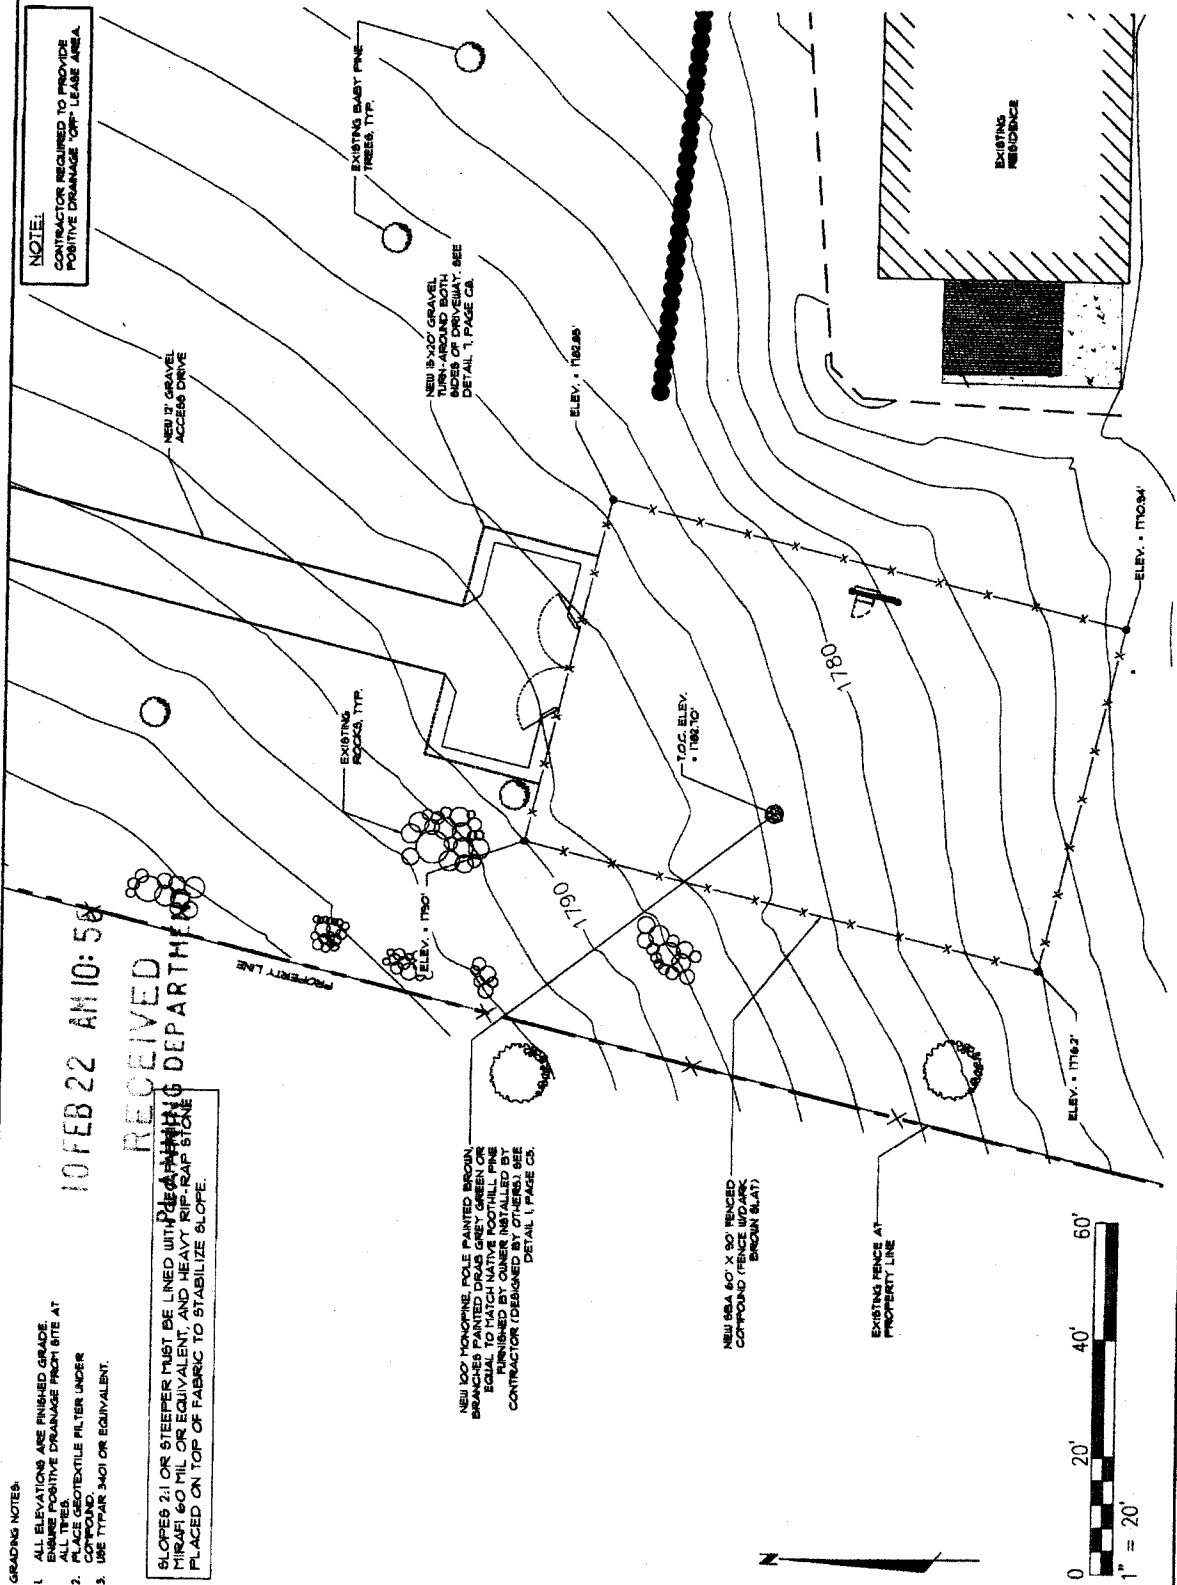 GRADING NOTES:
1. ALL ELEVATIONS ARE FINISHED GRADE.
ENSURE POSITIVE DRAINAGE FROM SITE AT
ALL TIMES.
2. PLACE GEOTEXTILE FILTER UNDER
COMPOUND.
3. USE TYPAR 3401 OR EQUIVALENT.
SLOPES 2:1 OR STEEPER MUST BE LINED WITH
MIRAFI 60 MIL OR EQUIVALENT, AND HEAVY RIP-RAP STONE
PLACED ON TOP OF FABRIC TO STABILIZE SLOPE.
10 FEB 22 AM 10:
RECEIVED
PLANNING DEPARTMENT
NOTE:
CONTRACTOR REQUIRED TO PROVIDE
POSITIVE DRAINAGE "OFF" LEASE AREA.
NEW 12' GRAVEL
ACCESS DRIVE
EXISTING BABY PINE
TREES, TYP.
NEW 15'x20' GRAVEL
TURN-AROUND BOTH
SIDES OF DRIVEWAY. SEE
DETAIL 7, PAGE C8.
EXISTING
ROCKS, TYP.
PROPERTY LINE
ELEV. = 1790'
ELEV. = 1782.85'
1790
T.O.C. ELEV.
= 1782.70'
1780
EXISTING
RESIDENCE
ELEV. = 1770.94'
ELEV. = 1776.2'
NEW 100' MONOPINE, POLE PAINTED BROWN,
BRANCHES PAINTED DRAB GREY GREEN OR
EQUAL TO MATCH NATIVE FOOTHILL PINE
FURNISHED BY OWNER INSTALLED BY
CONTRACTOR (DESIGNED BY OTHERS). SEE
DETAIL 1, PAGE C5.
NEW SBA 60' X 90' FENCED
COMPOUND (FENCE W/DARK
BROWN SLAT)
EXISTING FENCE AT
PROPERTY LINE
N
0 20' 40' 60'
1" = 20'